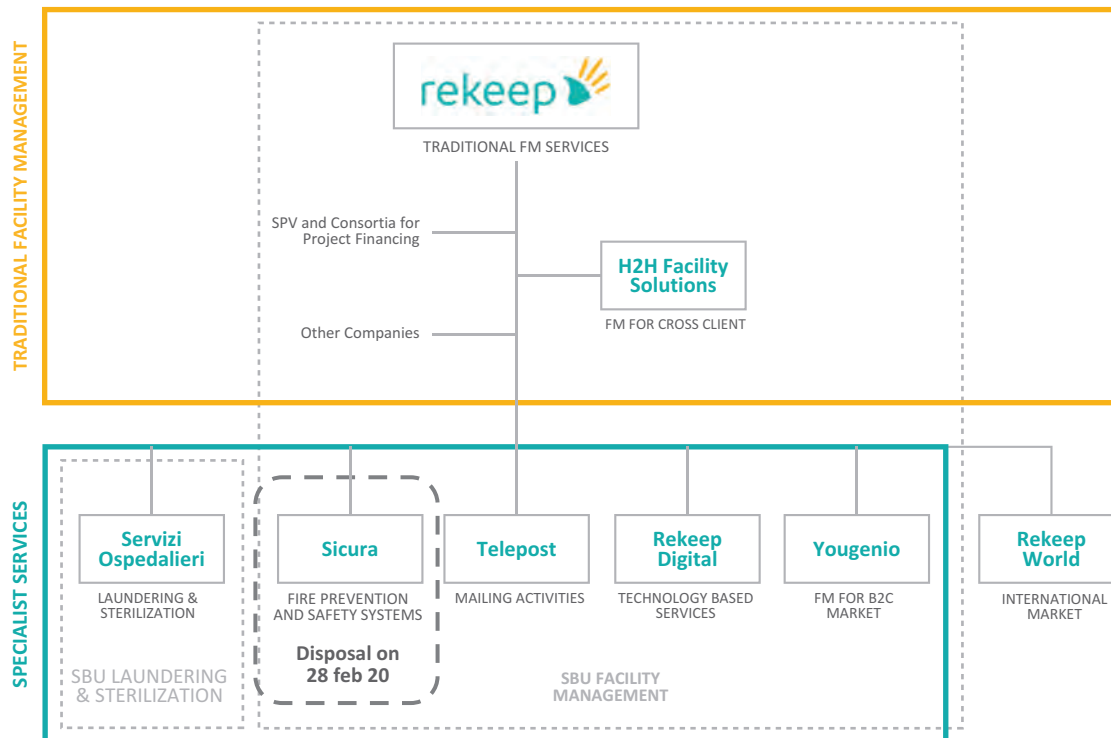 TRADITIONAL FACILITY MANAGEMENT
rekeep
TRADITIONAL FM SERVICES
SPV and Consortia for
Project Financing
H2H Facility
Solutions
FM FOR CROSS CLIENT
Other Companies
SPECIALIST SERVICES
Servizi
Ospedalieri
LAUNDERING &
STERILIZATION
SBU LAUNDERING
& STERILIZATION
Sicura
FIRE PREVENTION
AND SAFETY SYSTEMS
Disposal on
28 feb 20
Telepost
MAILING ACTIVITIES
Rekeep
Digital
TECHNOLOGY BASED
SERVICES
Yougenio
FM FOR B2C
MARKET
SBU FACILITY
MANAGEMENT
Rekeep
World
INTERNATIONAL
MARKET